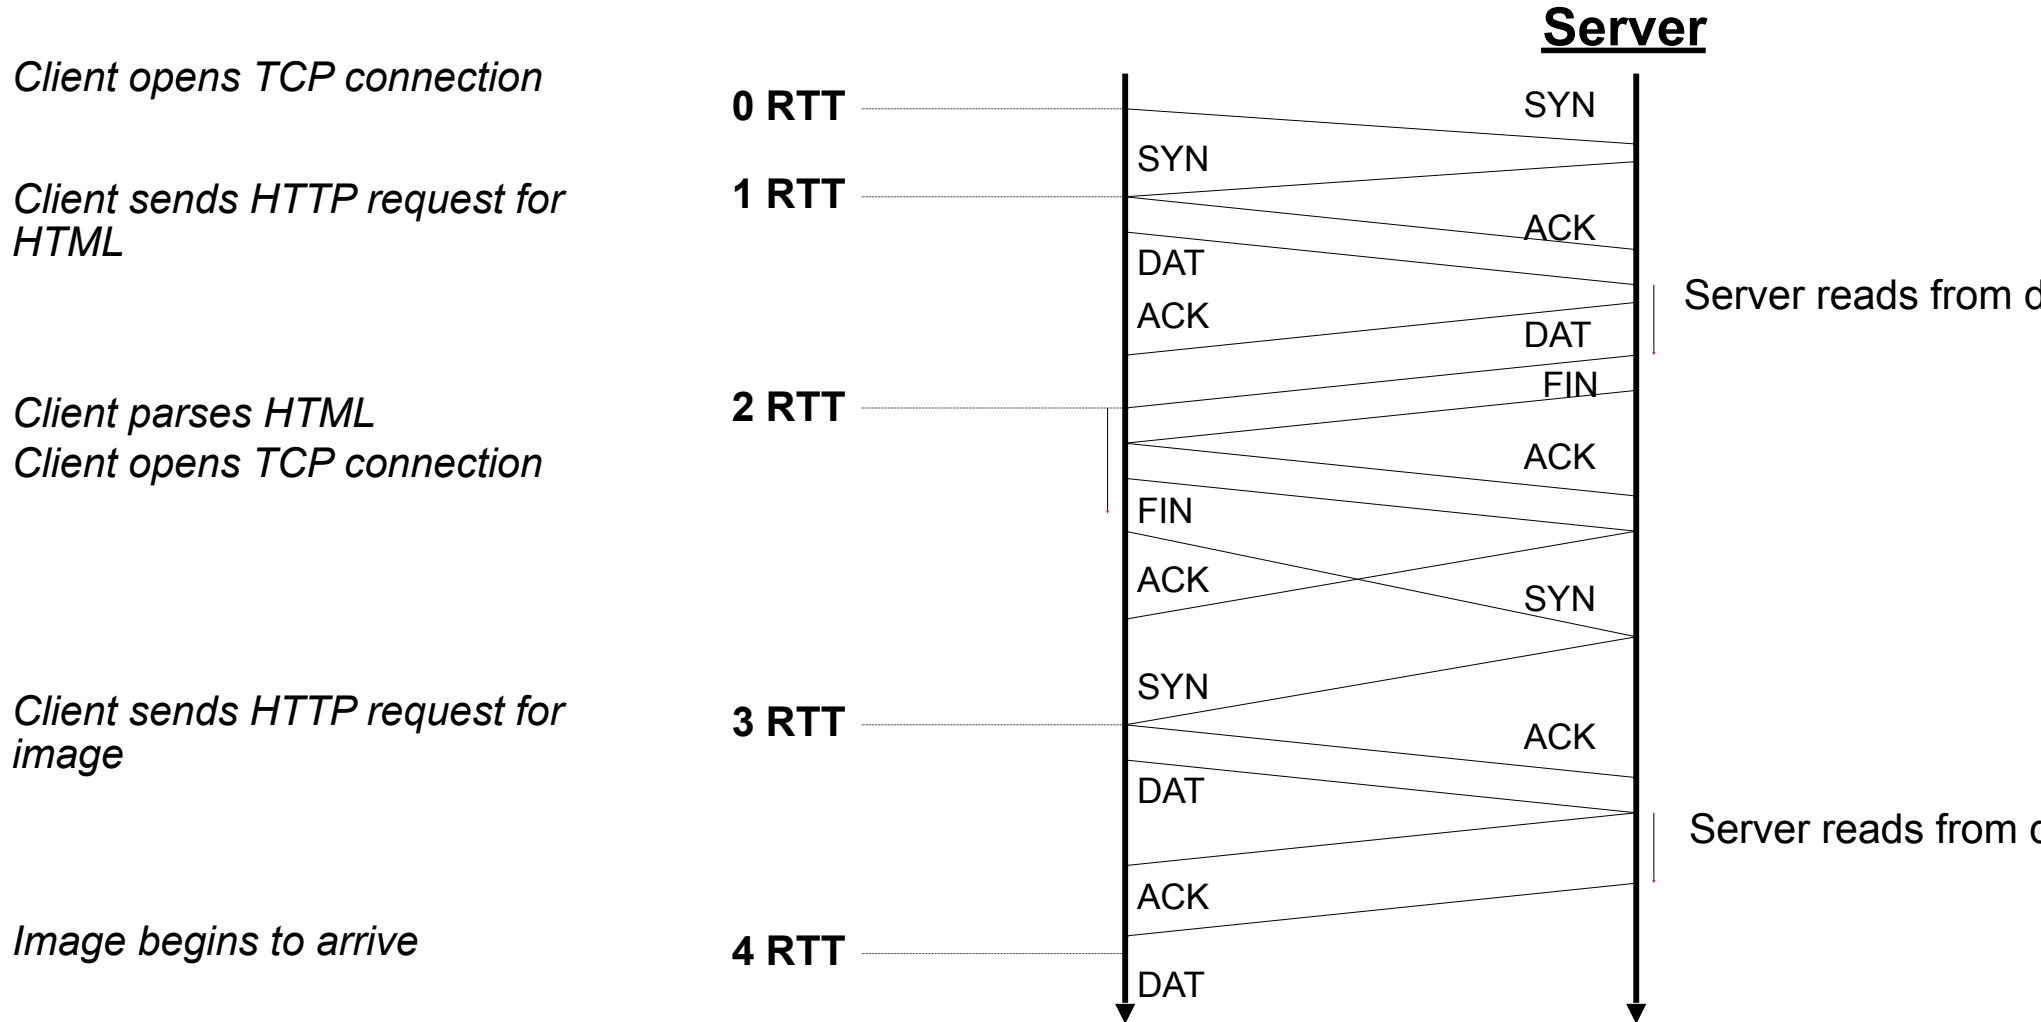 Server
Client opens TCP connection
0 RTT
SYN
SYN
Client sends HTTP request for
HTML
1 RTT
ACK
DAT
Server reads from
ACK
DAT
FIN
Client parses HTML
2 RTT
Client opens TCP connection
ACK
FIN
ACK
SYN
SYN
Client sends HTTP request for
image
3 RTT
ACK
DAT
Server reads from
ACK
Image begins to arrive
4 RTT
DAT